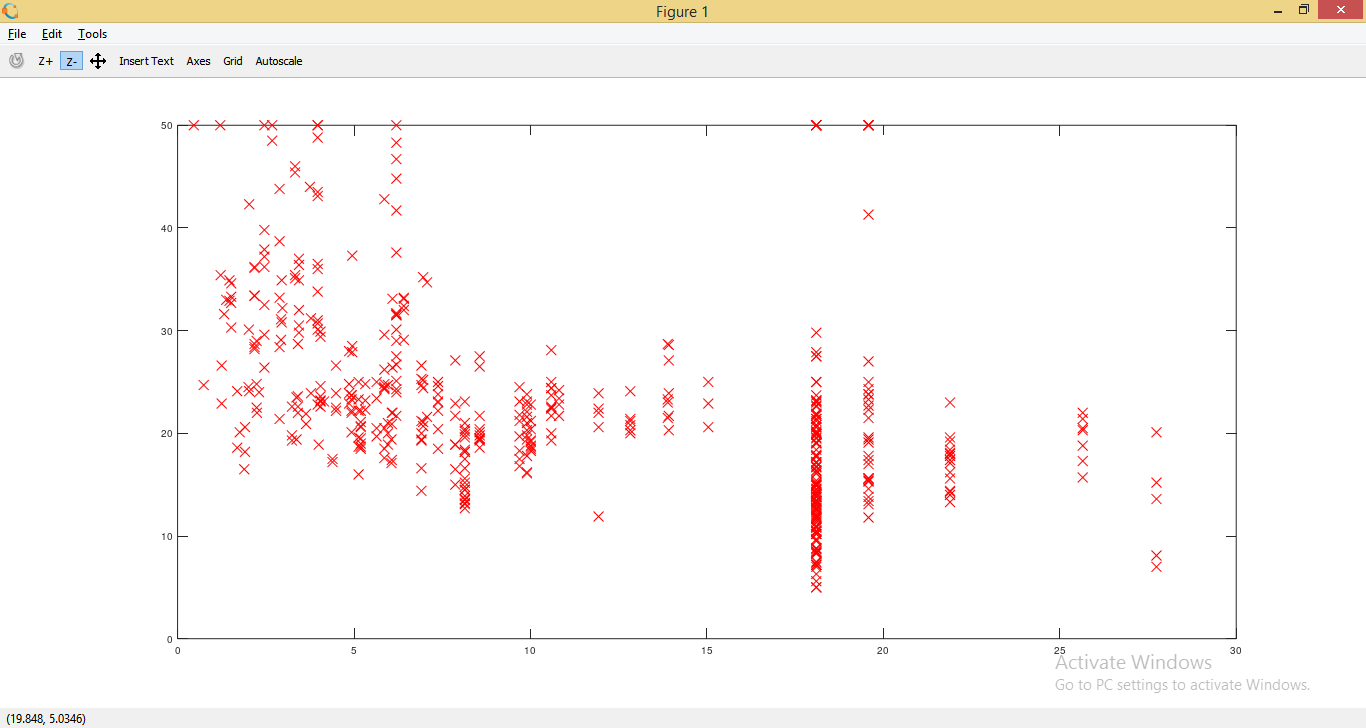 Figure 1
File Edit Tools
Z+ Z- Insert Text Axes Grid Autoscale
50
40
30
20
10
0
0 5 10 15 20 25 30
Activate Windows
Go to PC settings to activate Windows.
(19.848, 5.0346)